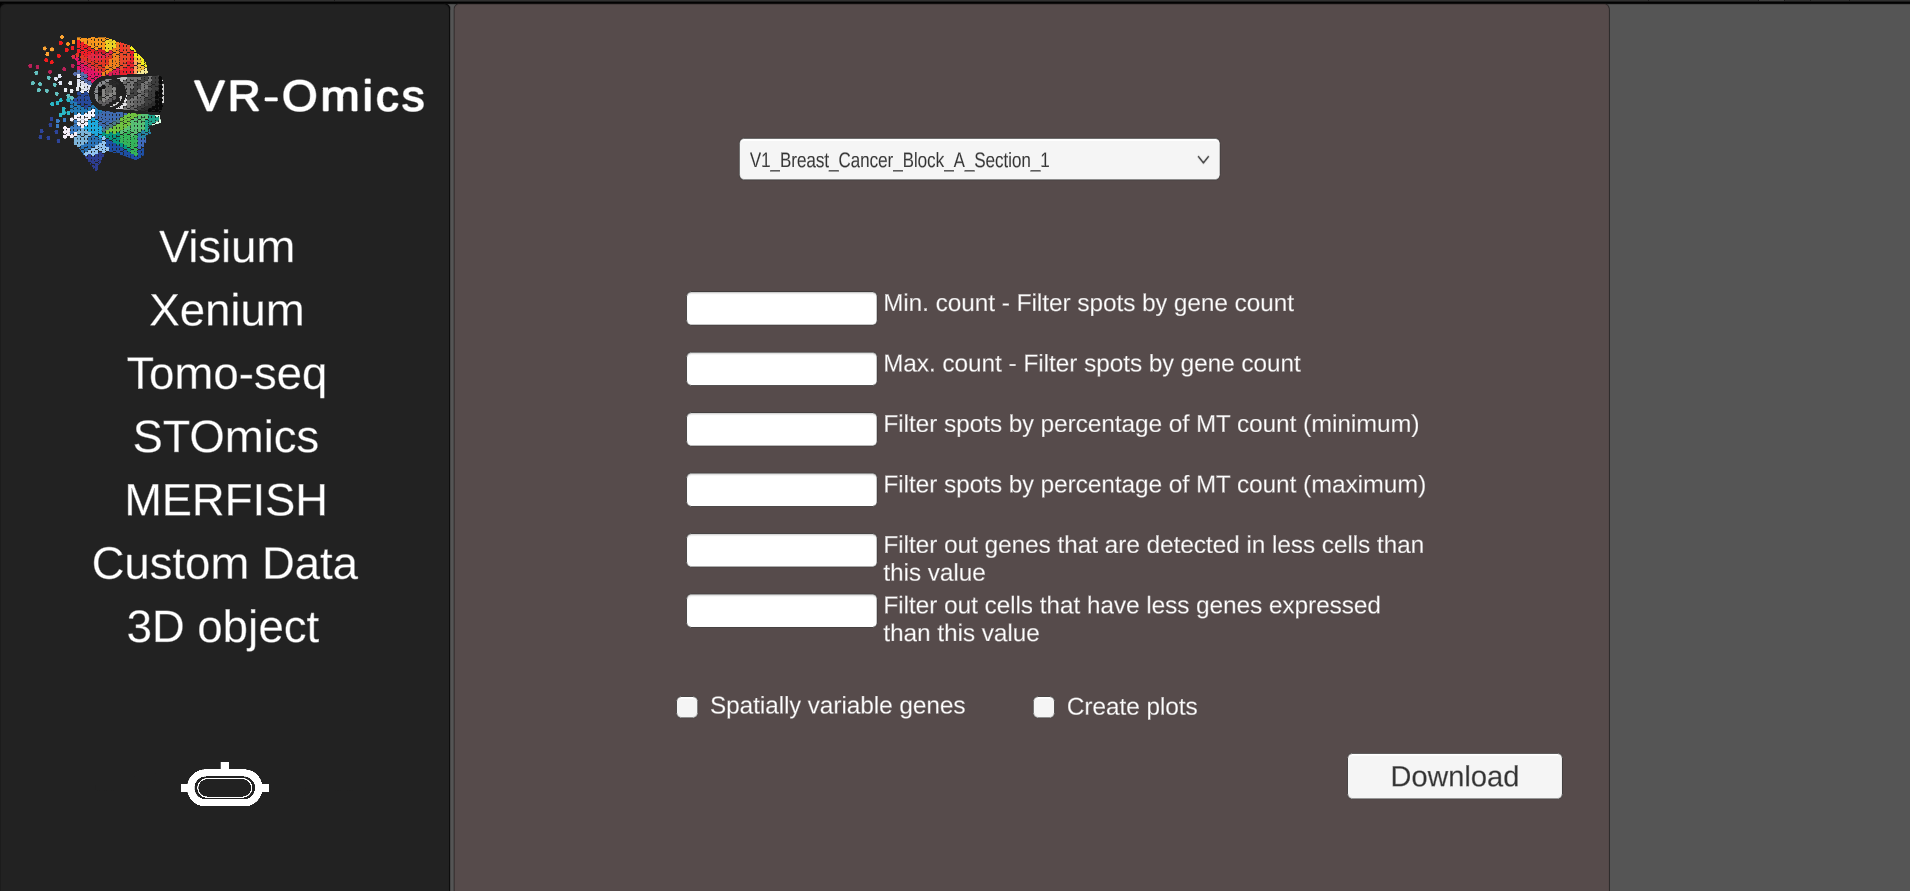 VR-Omics
Visium
Xenium
Tomo-seq
STOmics
MERFISH
Custom Data
3D object
V1_Breast_Cancer_Block_A_Section_1
Min. count - Filter spots by gene count
Max. count - Filter spots by gene count
Filter spots by percentage of MT count (minimum)
Filter spots by percentage of MT count (maximum)
Filter out genes that are detected in less cells than
this value
Filter out cells that have less genes expressed
than this value
Spatially variable genes
Create plots
Download